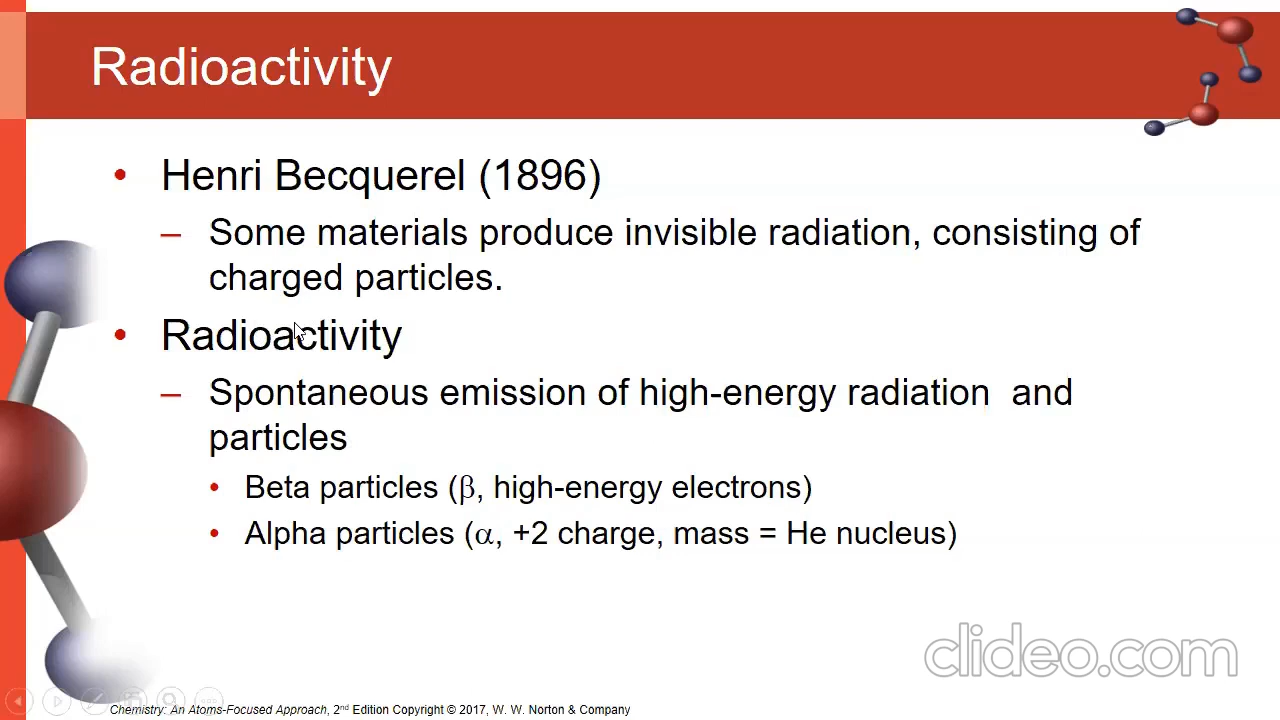 Radioactivity
• Henri Becquerel (1896)
– Some materials produce invisible radiation, consisting of
charged particles.
• Radioactivity
– Spontaneous emission of high-energy radiation  and
particles
• Beta particles (β, high-energy electrons)
• Alpha particles (α, +2 charge, mass = He nucleus)
clideo.com
Chemistry: An Atoms-Focused Approach, 2nd Edition Copyright © 2017, W. W. Norton & Company